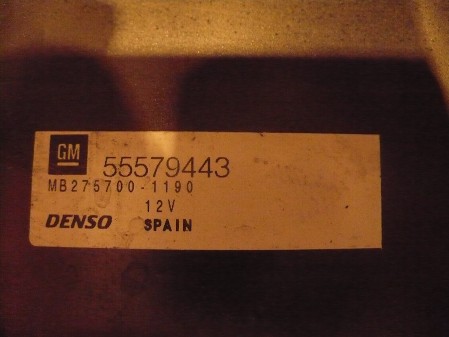 GM 55579443
MB275700-1190
12V
DENSO SPAIN